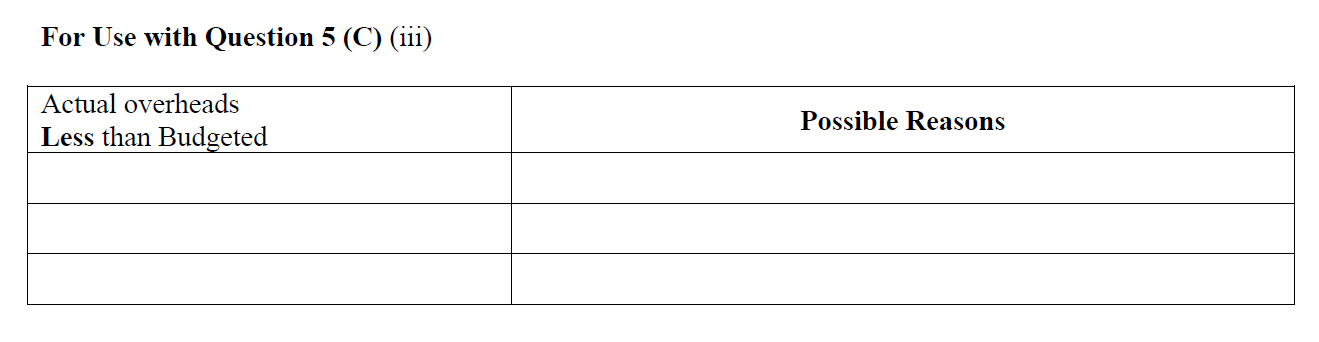 For Use with Question 5 (C) (iii)
Actual overheads
Less than Budgeted
Possible Reasons